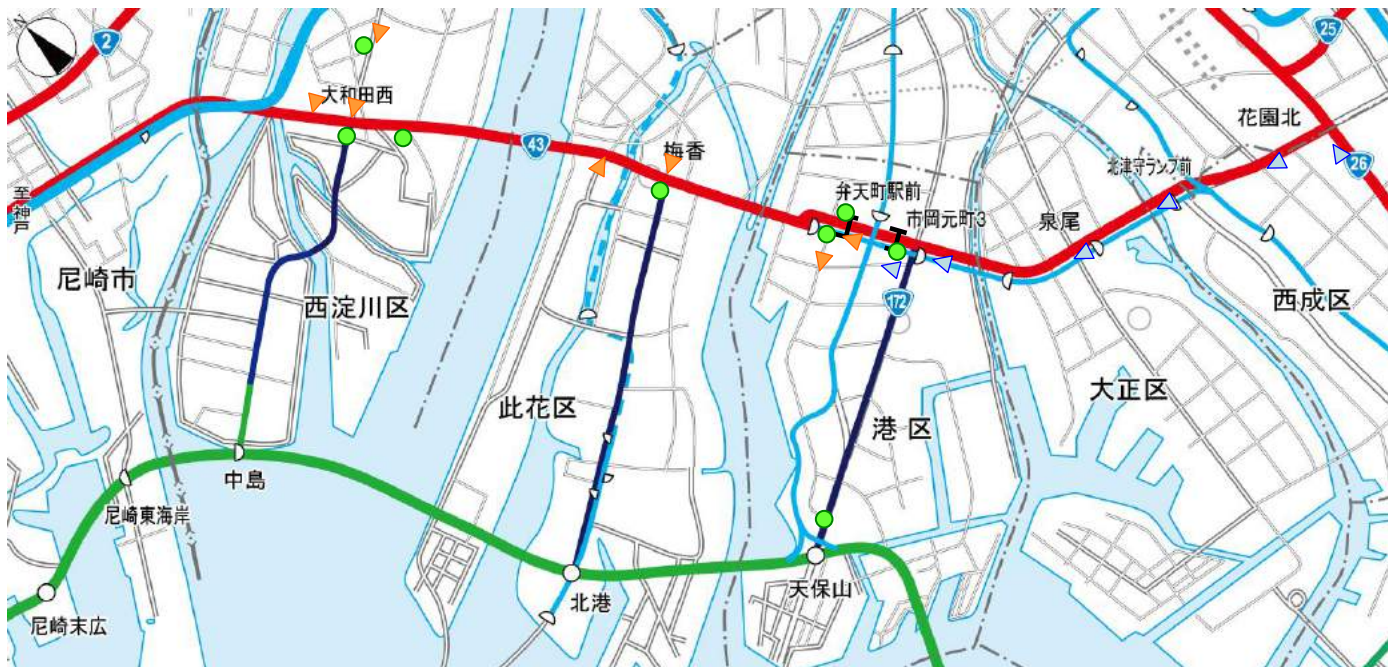 N
2
25
大和田西
花園北
43
梅香
北津守ランプ前
26
至神戸
弁天町駅前
市岡元町3
泉尾
尼崎市
西淀川区
172
西成区
大正区
此花区
港区
中島
尼崎東海岸
天保山
北港
尼崎末広